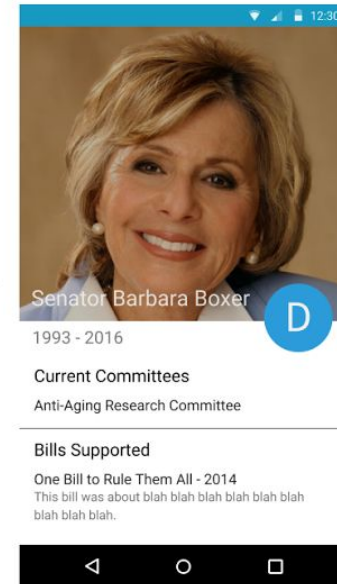 12:30
Senator Barbara Boxer
D
1993 - 2016
Current Committees
Anti-Aging Research Committee
Bills Supported
One Bill to Rule Them All - 2014
This bill was about blah blah blah blah blah blah
blah blah blah.